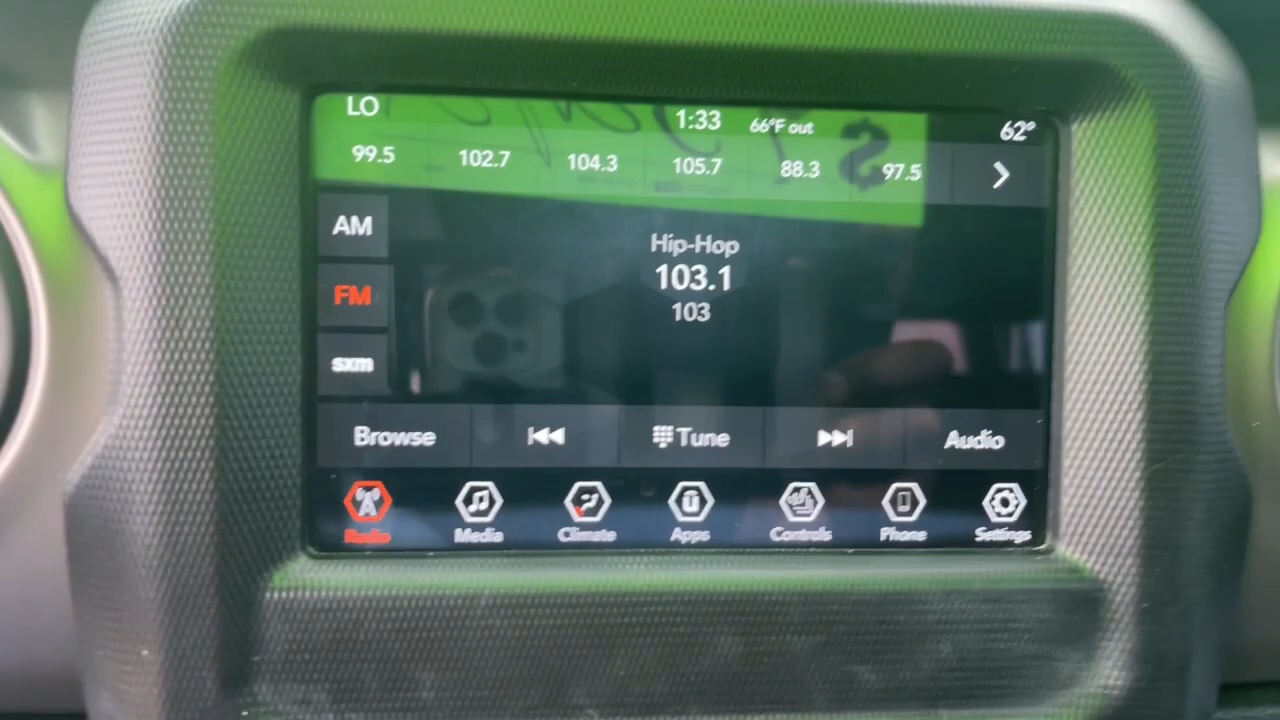 LO 1:33 66°F out 62°
99.5 102.7 104.3 105.7 88.3 97.5
AM
FM
sxm
Hip-Hop
103.1
103
Browse Tune Audio
Radio Media Climate Apps Controls Phone Settings
$